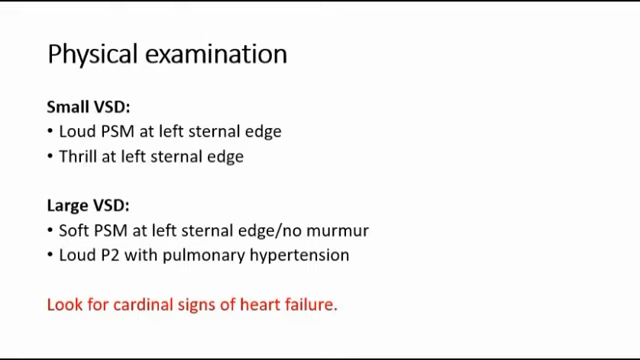 Physical examination
Small VSD:
• Loud PSM at left sternal edge
• Thrill at left sternal edge
Large VSD:
• Soft PSM at left sternal edge/no murmur
• Loud P2 with pulmonary hypertension
Look for cardinal signs of heart failure.